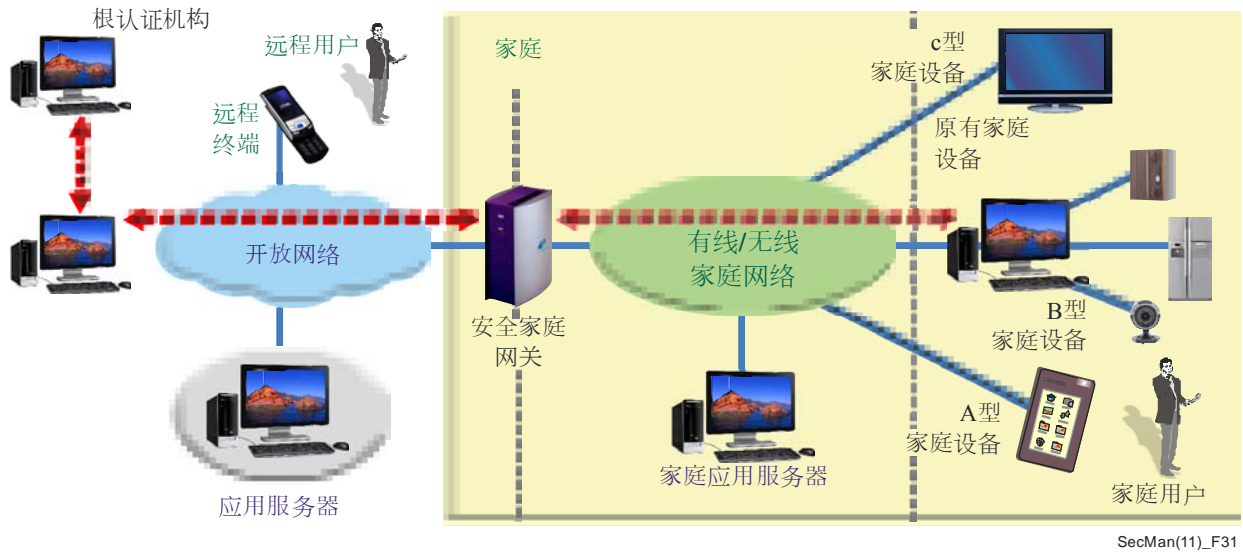 根认证机构
远程用户
家庭
c型
家庭设备
远程
终端
原有家庭
设备
开放网络
有线/无线
家庭网络
安全家庭
网关
B型
家庭设备
A型
家庭设备
家庭应用服务器
家庭用户
应用服务器
SecMan(11)_F31